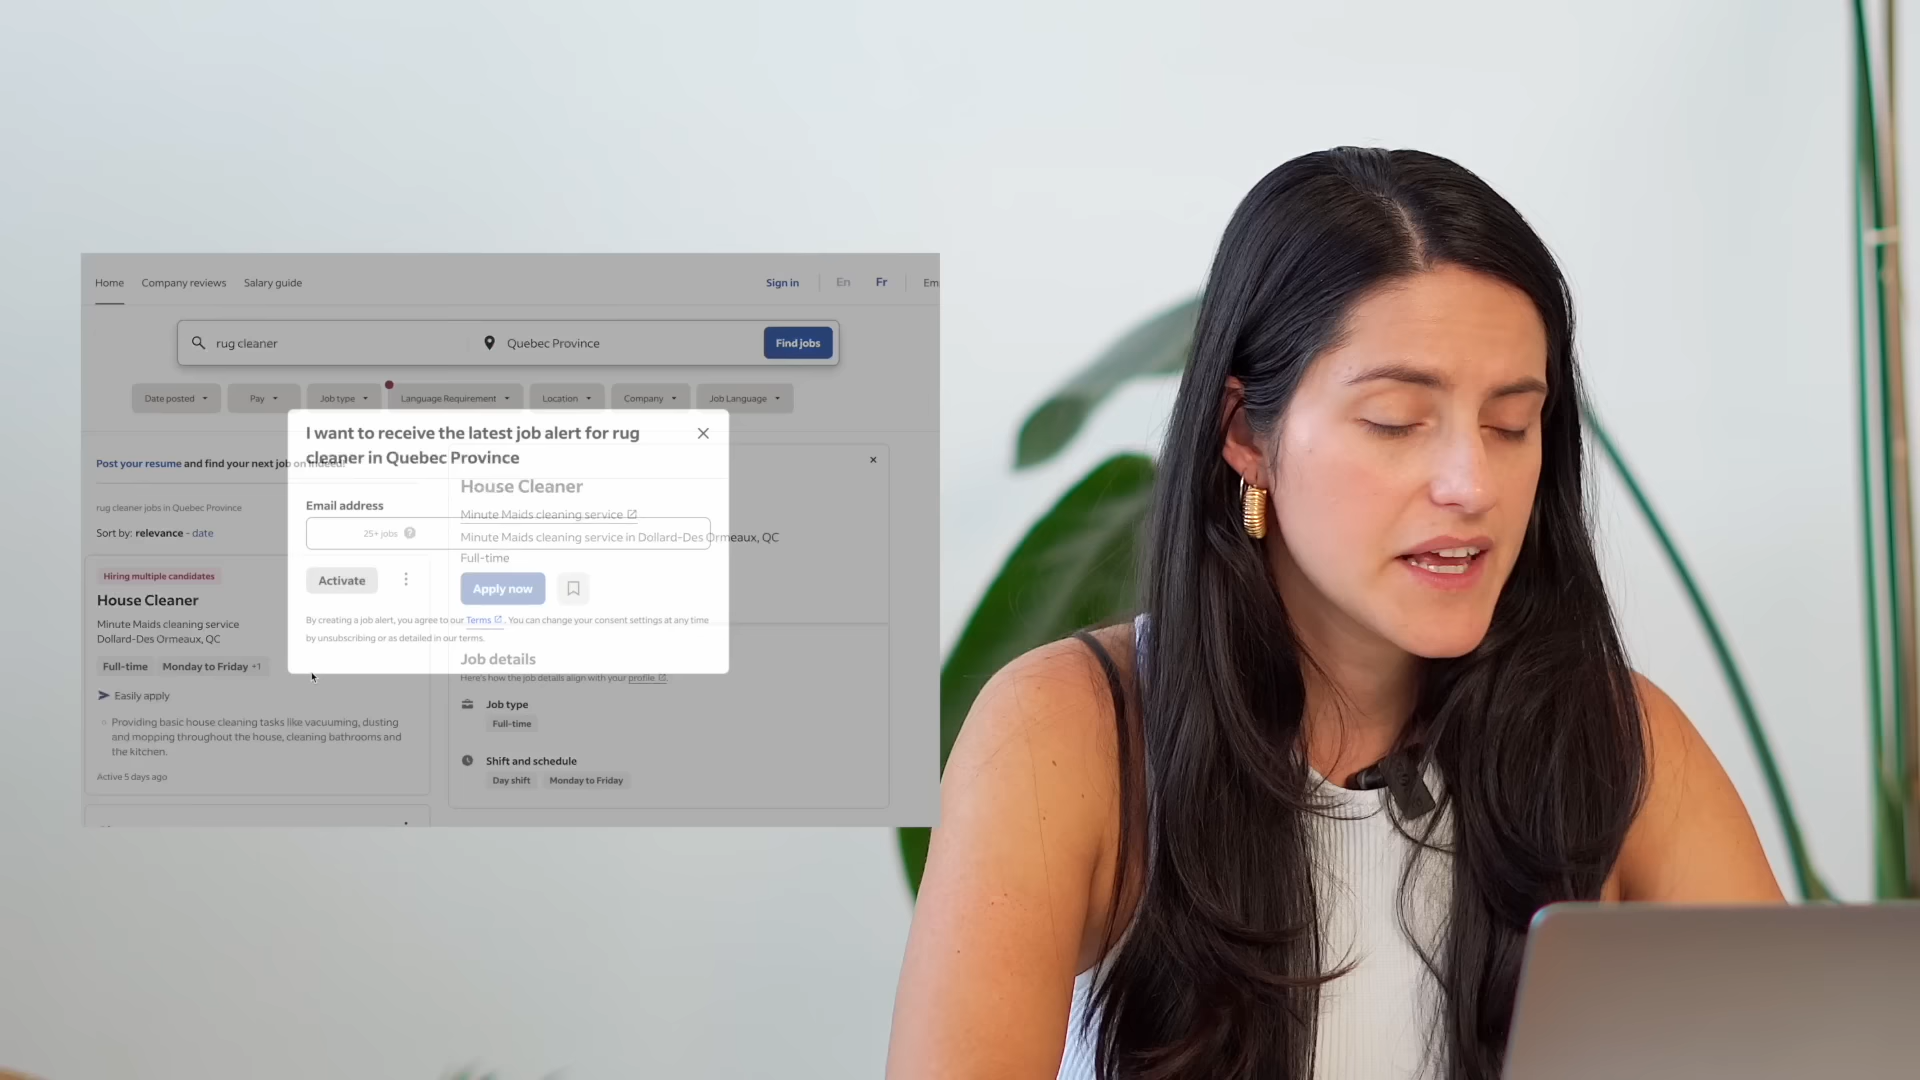 Home Company reviews Salary guide Sign in En Fr Em
rug cleaner Quebec Province Find jobs
Date posted Pay Job type Language Requirement Location Company Job Language
I want to receive the latest job alert for rug
cleaner in Quebec Province
Post your resume and find your next job on Indeed!
Email address
25+ jobs
Activate
By creating a job alert, you agree to our Terms. You can change your consent settings at any time
by unsubscribing or as detailed in our terms.
rug cleaner jobs in Quebec Province
Sort by: relevance - date
Hiring multiple candidates
House Cleaner
Minute Maids cleaning service
Dollard-Des Ormeaux, QC
Full-time Monday to Friday +1
Easily apply
Providing basic house cleaning tasks like vacuuming, dusting
and mopping throughout the house, cleaning bathrooms and
the kitchen.
Active 5 days ago
House Cleaner
Minute Maids cleaning service
Minute Maids cleaning service in Dollard-Des Ormeaux, QC
Full-time
Apply now
Job details
Here's how the job details align with your profile.
Job type
Full-time
Shift and schedule
Day shift Monday to Friday